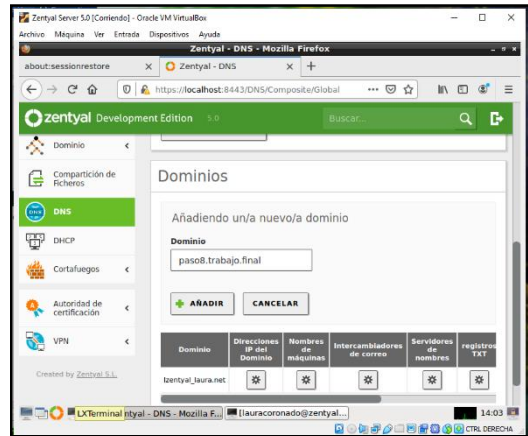 Zentyal Server 5.0 [Corriendo] - Oracle VM VirtualBox
Archivo Máquina Ver Entrada Dispositivos Ayuda
Zentyal - DNS - Mozilla Firefox
about:sessionrestore
Zentyal - DNS
https://localhost:8443/DNS/Composite/Global
zentyal Development Edition 5.0
Buscar...
Dominio
Compartición de
Ficheros
DNS
DHCP
Cortafuegos
Autoridad de
certificación
VPN
Created by Zentyal S.L.
Dominios
Añadiendo un/a nuevo/a dominio
Dominio
paso8.trabajo.final
AÑADIR
CANCELAR
Dominio
Direcciones
IP del
Dominio
Nombres
de
máquinas
Intercambiadores
de correo
Servidores
de
nombres
registros
TXT
lzentyal_laura.net
LXTerminal
ntyal - DNS - Mozilla F...
[lauracoronado@zentyal...
14:03
CTRL DERECHA